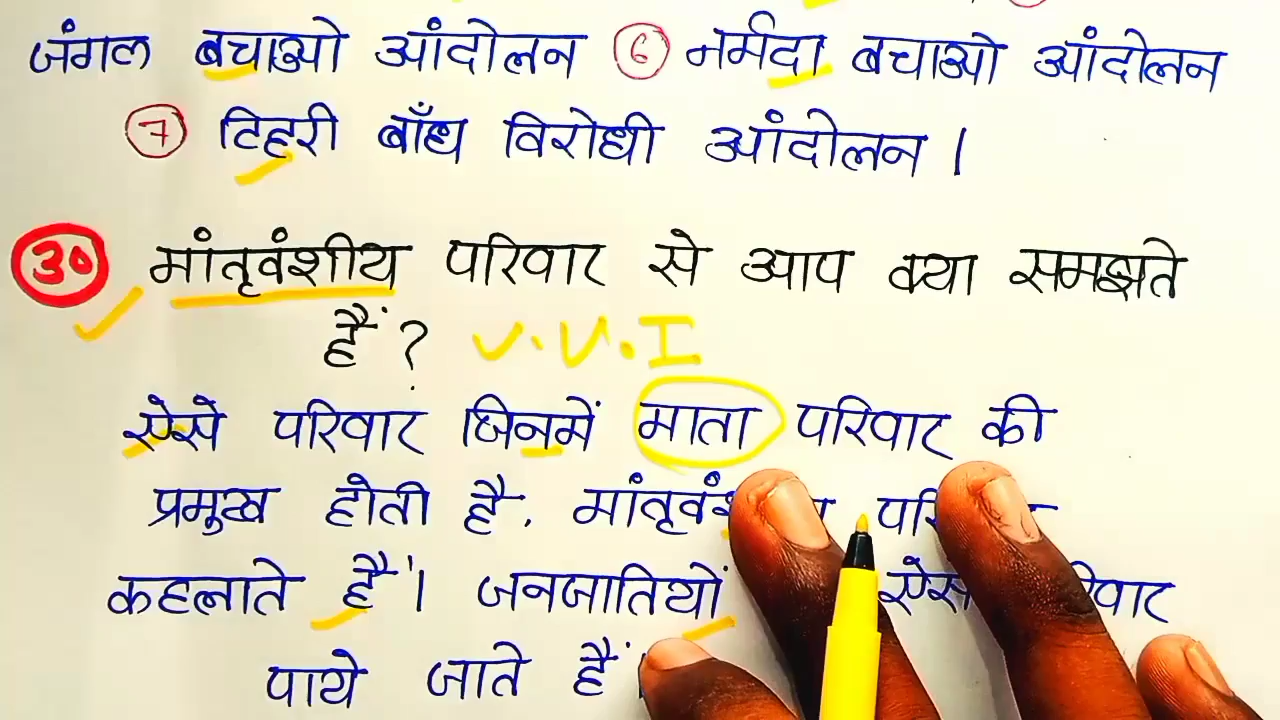 जंगल बचाओ आंदोलन ⑥ नर्मदा बचाओ आंदोलन
⑦ टिहरी बाँध विरोधी आंदोलन।
30 मांतृवंशीय परिवार से आप क्या समझते
हैं? V.V.I
ऐसे परिवार जिनमें माता परिवार की
प्रमुख होती है.
कहलाते हैं। जनजातियों
पाये जाते हैं।